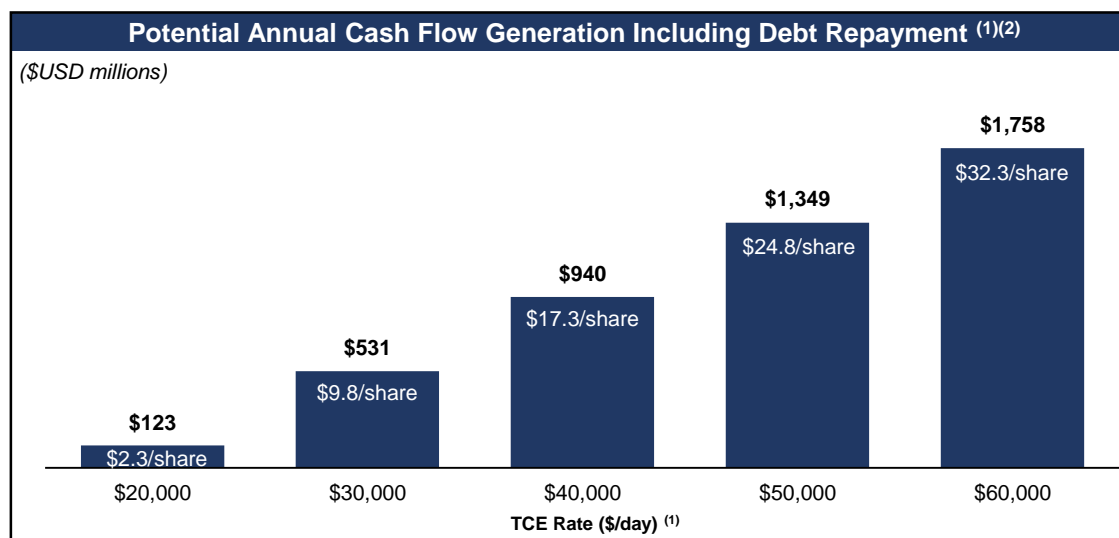 Potential Annual Cash Flow Generation Including Debt Repayment (1)(2)
($USD millions)
$1,758
$32.3/share
$1,349
$24.8/share
$940
$17.3/share
$531
$9.8/share
$123
$2.3/share
$20,000 $30,000 $40,000 $50,000 $60,000
TCE Rate ($/day) (1)